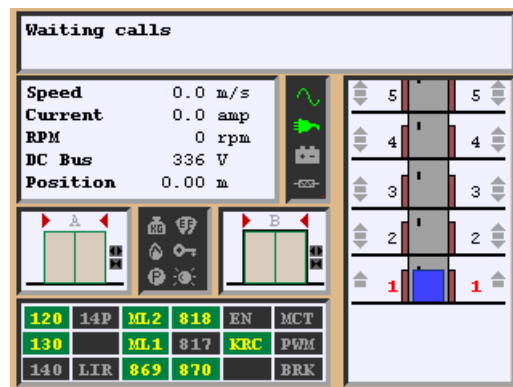 Waiting calls
Speed 0.0 m/s
Current 0.0 amp
RPM 0 rpm
DC Bus 336 V
Position 0.00 m
5 5
4 4
3 3
2 2
1 1
A
KG
B
P
120 14P ML2 818 EN MCT
130 ML1 817 KRC PWM
140 LIR 869 870 BRK